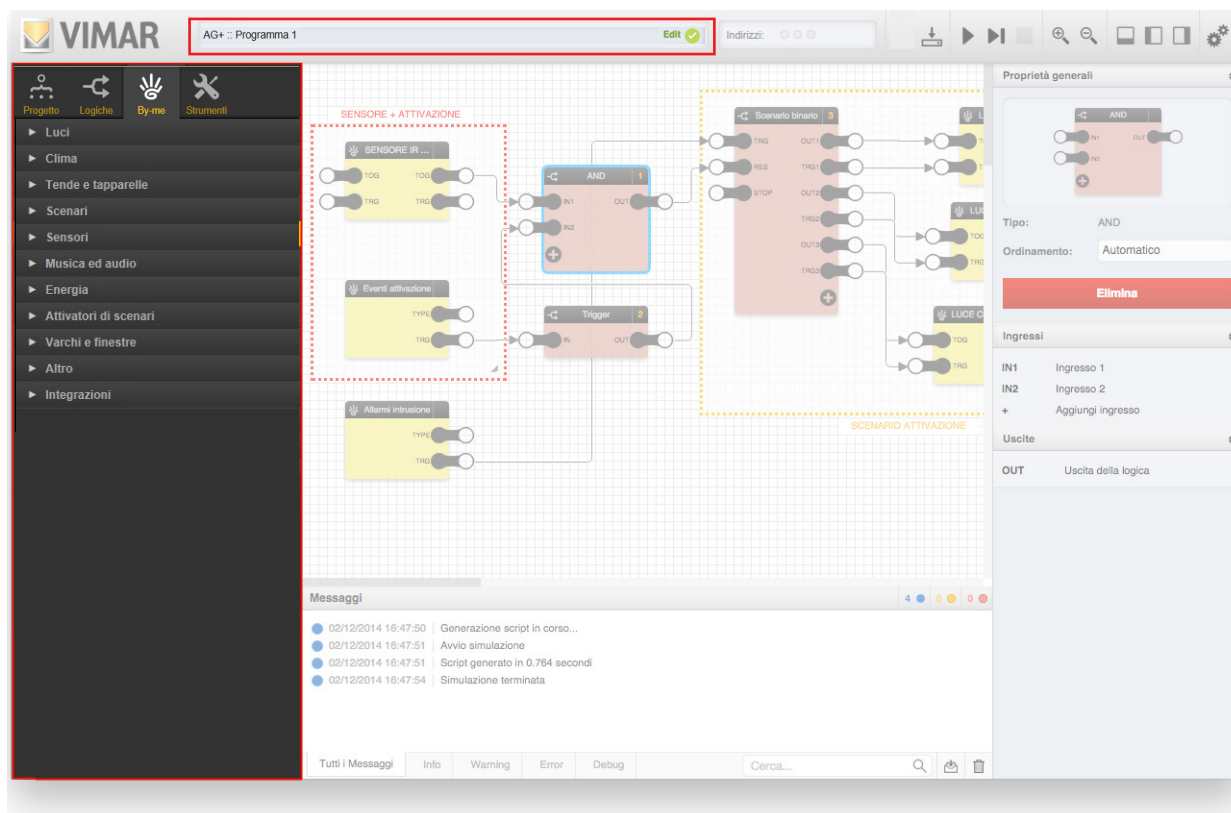 VIMAR
AG+ :: Programma 1
Edit
Indirizzi:
Progetto
Logiche
By-me
Strumenti
Luci
Clima
Tende e tapparelle
Scenari
Sensori
Musica ed audio
Energia
Attivatori di scenari
Varchi e finestre
Altro
Integrazioni
SENSORE + ATTIVAZIONE
SENSORE IR ...
TOG TOG
TRG TRG
Eventi attivazione
TYPE
TRG
Allarmi intrusione
TYPE
TRG
AND 1
IN1 OUT
IN2
Trigger 2
IN OUT
Scenario binario 3
TRG OUT1
RES TRG1
STOP OUT2
TRG2
OUT3
TRG3
LUC
TOG
TRG
LUCE C
TOG
TRG
SCENARIO ATTIVAZIONE
Messaggi
4 0 0
02/12/2014 16:47:50 Generazione script in corso...
02/12/2014 16:47:51 Avvio simulazione
02/12/2014 16:47:51 Script generato in 0.764 secondi
02/12/2014 16:47:54 Simulazione terminata
Tutti i Messaggi Info Warning Error Debug
Cerca...
Proprietà generali
AND
IN1 OUT
IN2
Tipo: AND
Ordinamento: Automatico
Elimina
Ingressi
IN1 Ingresso 1
IN2 Ingresso 2
+ Aggiungi ingresso
Uscite
OUT Uscita della logica